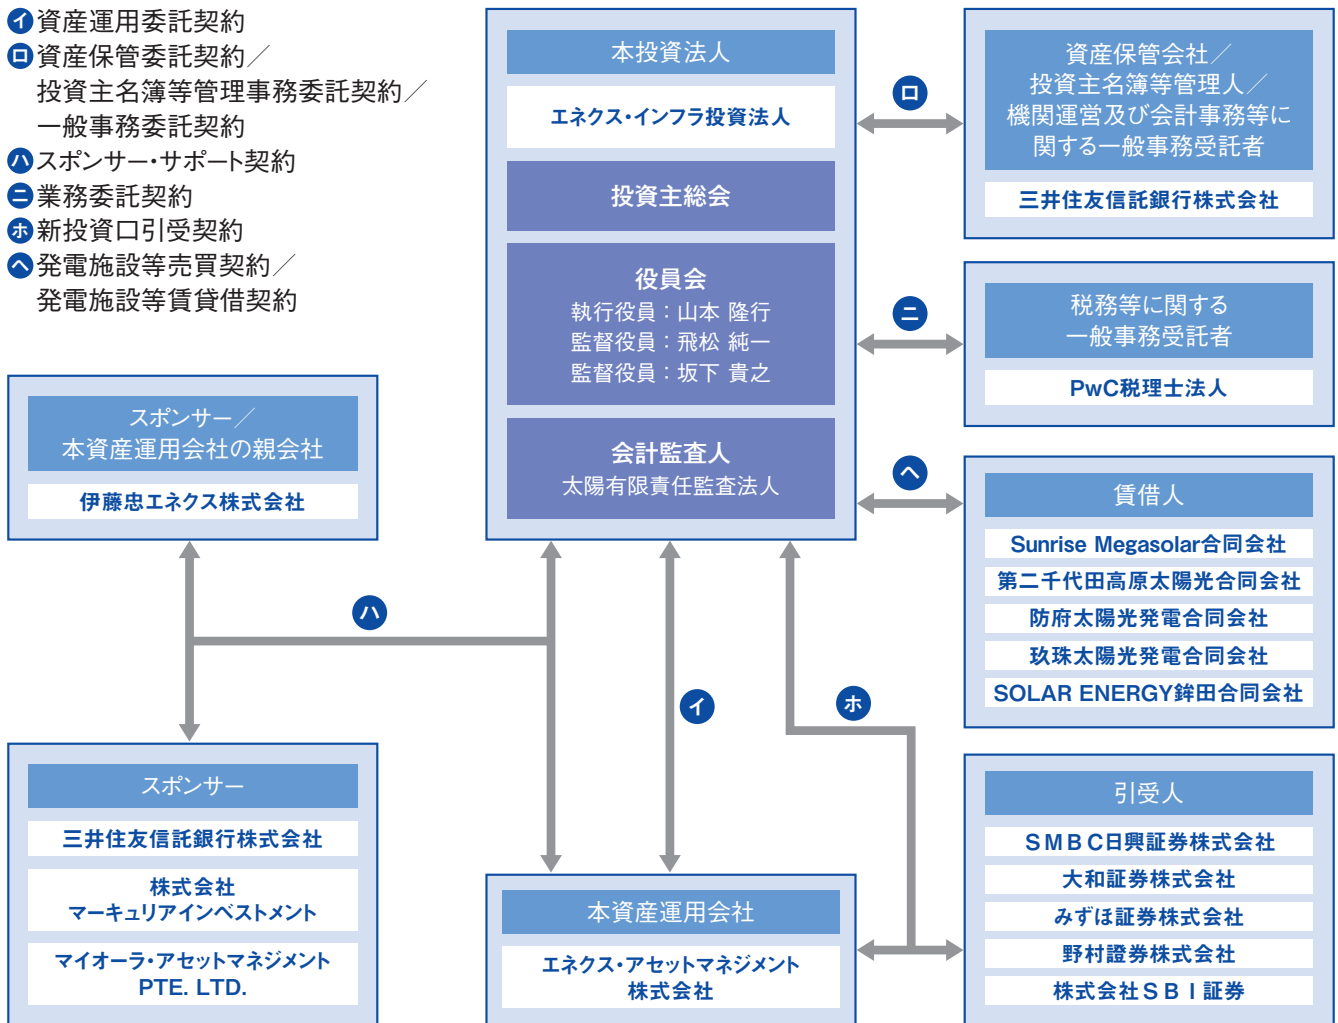 イ 資産運用委託契約
ロ 資産保管委託契約／
投資主名簿等管理事務委託契約／
一般事務委託契約
ハ スポンサー・サポート契約
ニ 業務委託契約
ホ 新投資口引受契約
ヘ 発電施設等売買契約／
発電施設等賃貸借契約
本投資法人
エネクス・インフラ投資法人
投資主総会
役員会
執行役員：山本 隆行
監督役員：飛松 純一
監督役員：坂下 貴之
会計監査人
太陽有限責任監査法人
ロ
資産保管会社／
投資主名簿等管理人／
機関運営及び会計事務等に
関する一般事務受託者
三井住友信託銀行株式会社
ニ
税務等に関する
一般事務受託者
PwC税理士法人
ヘ
賃借人
Sunrise Megasolar合同会社
第二千代田高原太陽光合同会社
防府太陽光発電合同会社
玖珠太陽光発電合同会社
SOLAR ENERGY鉾田合同会社
スポンサー／
本資産運用会社の親会社
伊藤忠エネクス株式会社
ハ
イ
ホ
スポンサー
三井住友信託銀行株式会社
株式会社
マーキュリアインベストメント
マイオーラ・アセットマネジメント
PTE. LTD.
本資産運用会社
エネクス・アセットマネジメント
株式会社
引受人
SMBC日興証券株式会社
大和証券株式会社
みずほ証券株式会社
野村證券株式会社
株式会社SBI証券